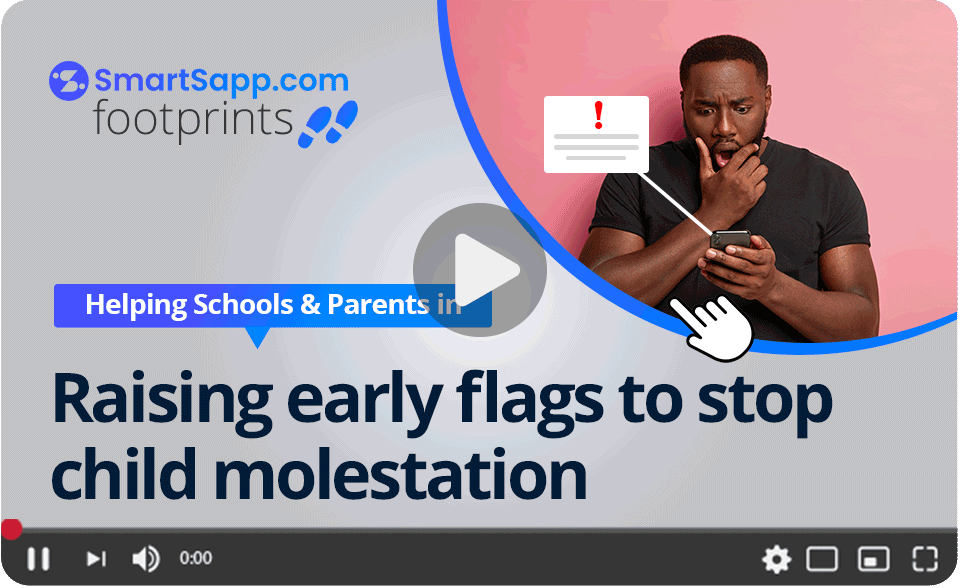 SmartSapp.com
footprints
!
Helping Schools & Parents in
Raising early flags to stop
child molestation
0:00